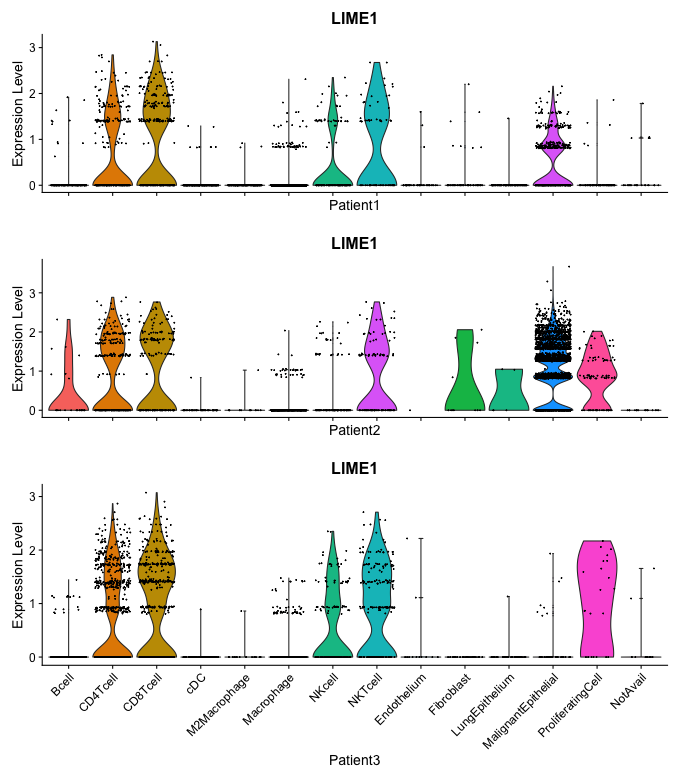 LIME1
Expression Level
3
2
1
0
Patient1
LIME1
Expression Level
3
2
1
0
Patient2
LIME1
Expression Level
3
2
1
0
Bcell
CD4Tcell
CD8Tcell
cDC
M2Macrophage
Macrophage
NKcell
NKTcell
Endothelium
Fibroblast
LungEpithelium
MalignantEpithelial
ProliferatingCell
NotAvail
Patient3